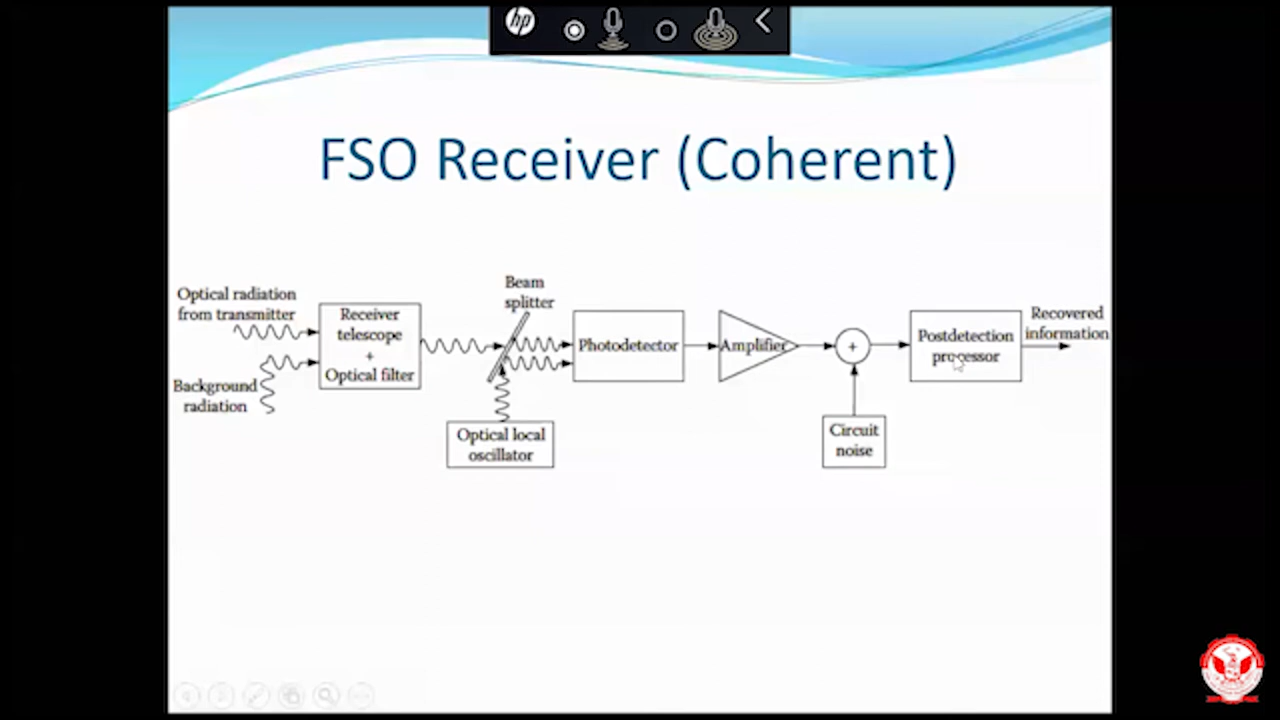 hp
FSO Receiver (Coherent)
Optical radiation
from transmitter
Background
radiation
Receiver
telescope
+
Optical filter
Beam
splitter
Optical local
oscillator
Photodetector
Amplifier
+
Circuit
noise
Postdetection
processor
Recovered
information